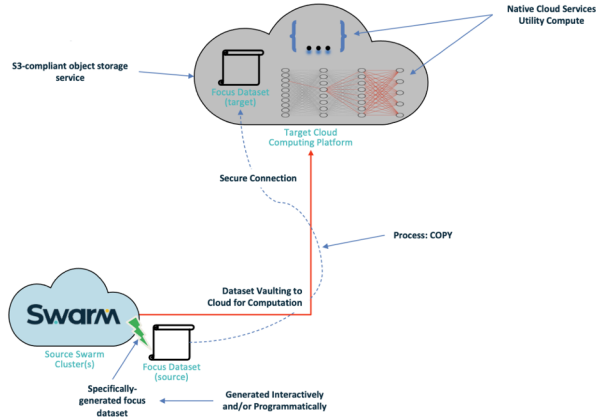 Native Cloud Services
Utility Compute
{ ... }
S3-compliant object storage
service
Focus Dataset
(target)
Target Cloud
Computing Platform
Secure Connection
Process: COPY
Dataset Vaulting to
Cloud for Computation
Swarm
Source Swarm
Cluster(s)
Focus Dataset
(source)
Specifically-
generated focus
dataset
Generated Interactively
and/or Programmatically